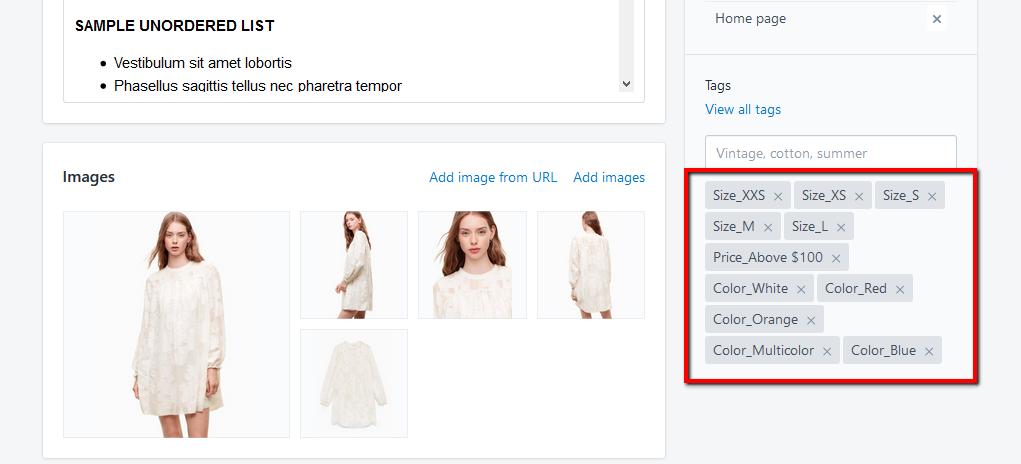 SAMPLE UNORDERED LIST
• Vestibulum sit amet lobortis
• Phasellus sagittis tellus nec pharetra tempor
Images
Add image from URL Add images
Home page ×
Tags
View all tags
Vintage, cotton, summer
Size_XXS × Size_XS × Size_S ×
Size_M × Size_L ×
Price_Above $100 ×
Color_White × Color_Red ×
Color_Orange ×
Color_Multicolor × Color_Blue ×